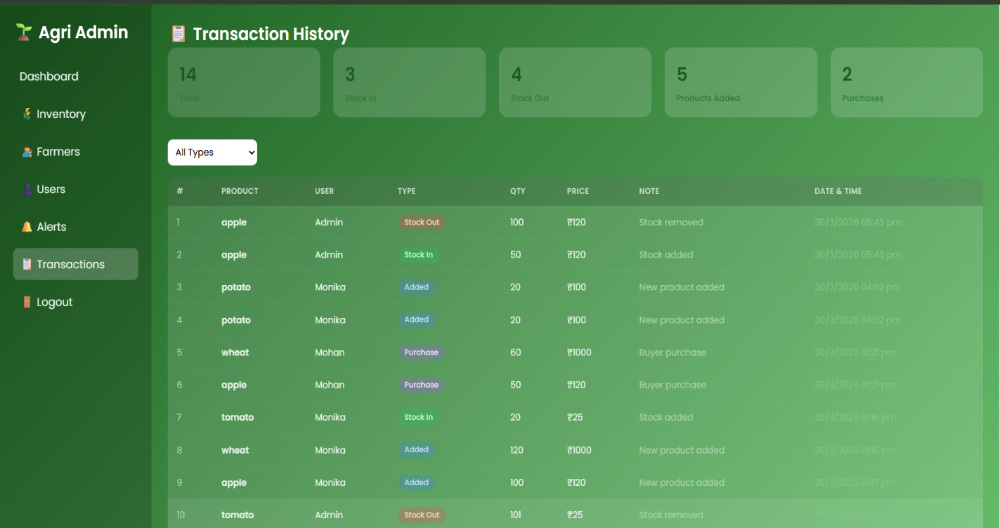 Agri Admin
Dashboard
Inventory
Farmers
Users
Alerts
Transactions
Logout
Transaction History
14 3 4 5 2
Total Stock In Stock Out Products Added Purchases
All Types
# PRODUCT USER TYPE QTY PRICE NOTE DATE & TIME
1 apple Admin Stock Out 100 ₹120 Stock removed 30/3/2026 05:45 pm
2 apple Admin Stock In 50 ₹120 Stock added 30/3/2026 05:45 pm
3 potato Monika Added 20 ₹100 New product added 30/3/2026 04:02 pm
4 potato Monika Added 20 ₹100 New product added 30/3/2026 04:02 pm
5 wheat Mohan Purchase 60 ₹1000 Buyer purchase 30/3/2026 01:21 pm
6 apple Mohan Purchase 50 ₹120 Buyer purchase 30/3/2026 01:21 pm
7 tomato Monika Stock In 20 ₹25 Stock added 30/3/2026 01:18 pm
8 wheat Monika Added 120 ₹1000 New product added 30/3/2026 01:18 pm
9 apple Monika Added 100 ₹120 New product added 30/3/2026 01:17 pm
10 tomato Admin Stock Out 101 ₹25 Stock removed